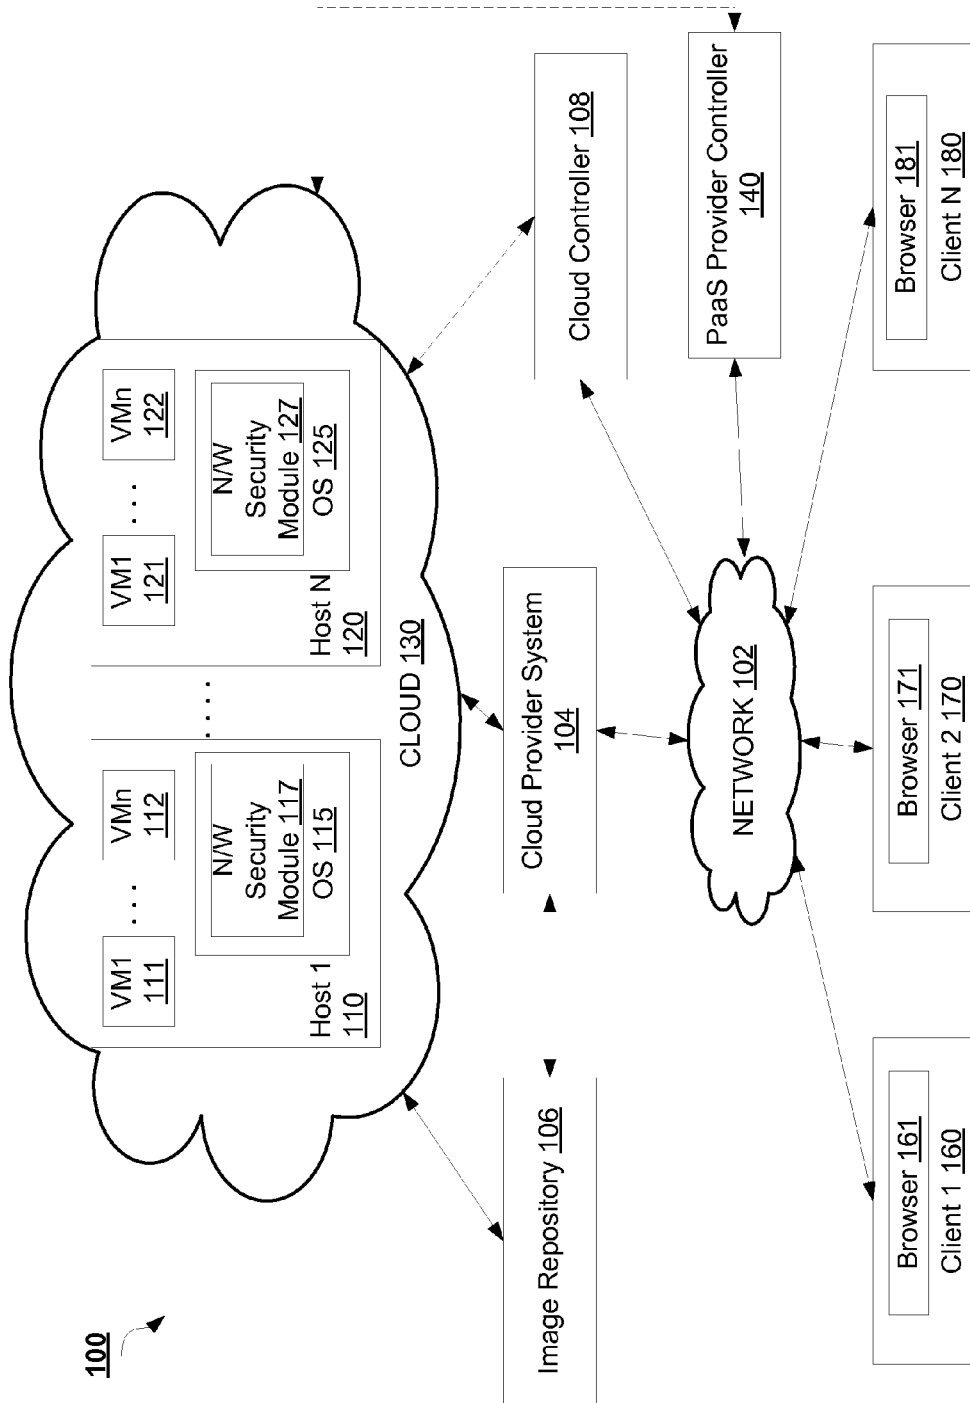 100
VM1
111
. . . .
VMn
112
N/W
Security
Module 117
OS 115
Host 1
110
. . . .
VM1
121
. . .
VMn
122
N/W
Security
Module 127
OS 125
Host N
120
CLOUD 130
Image Repository 106
Cloud Provider System
104
Cloud Controller 108
PaaS Provider Controller
140
NETWORK 102
Browser 161
Client 1 160
Browser 171
Client 2 170
Browser 181
Client N 180